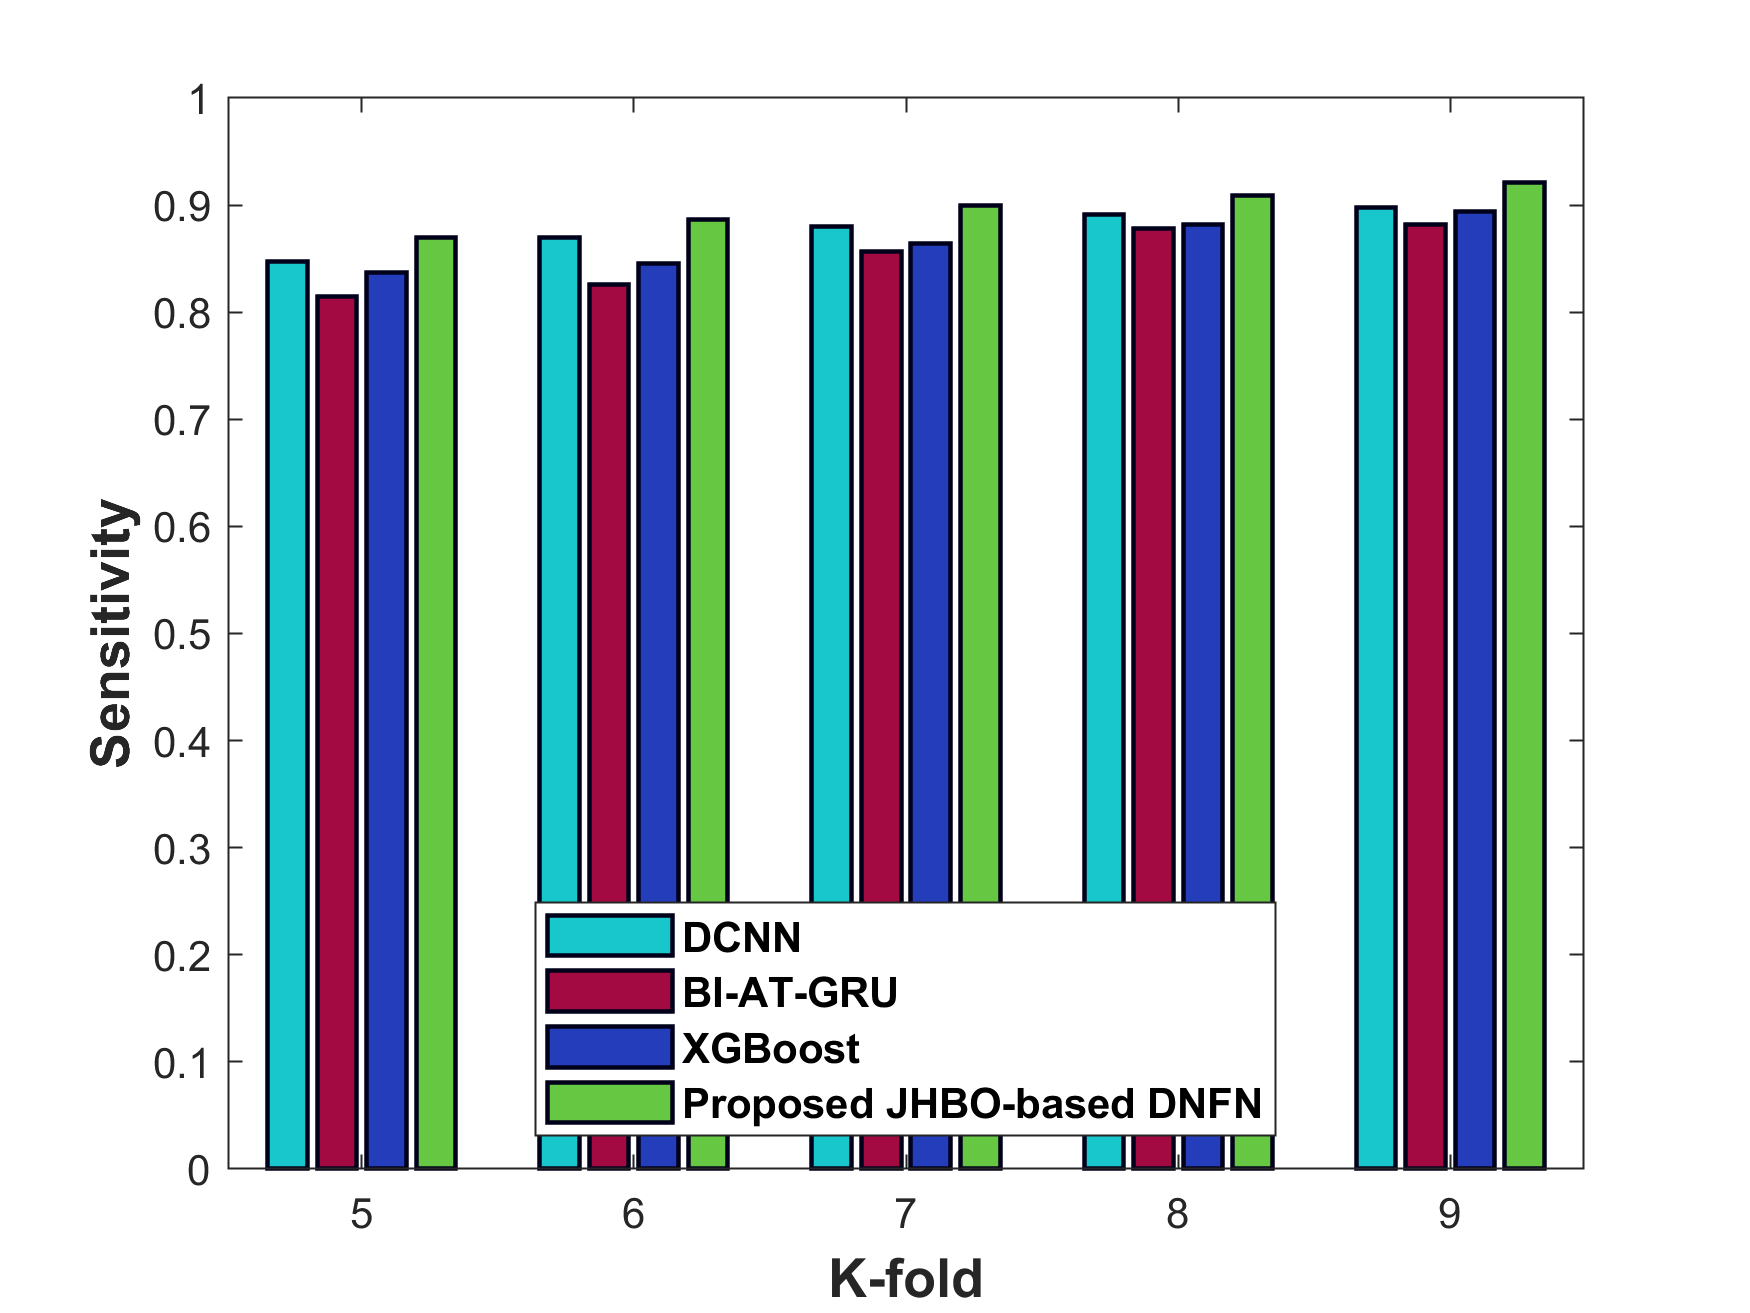 Sensitivity
1
0.9
0.8
0.7
0.6
0.5
0.4
0.3
0.2
0.1
0
DCNN
BI-AT-GRU
XGBoost
Proposed JHBO-based DNFN
5 6 7 8 9
K-fold